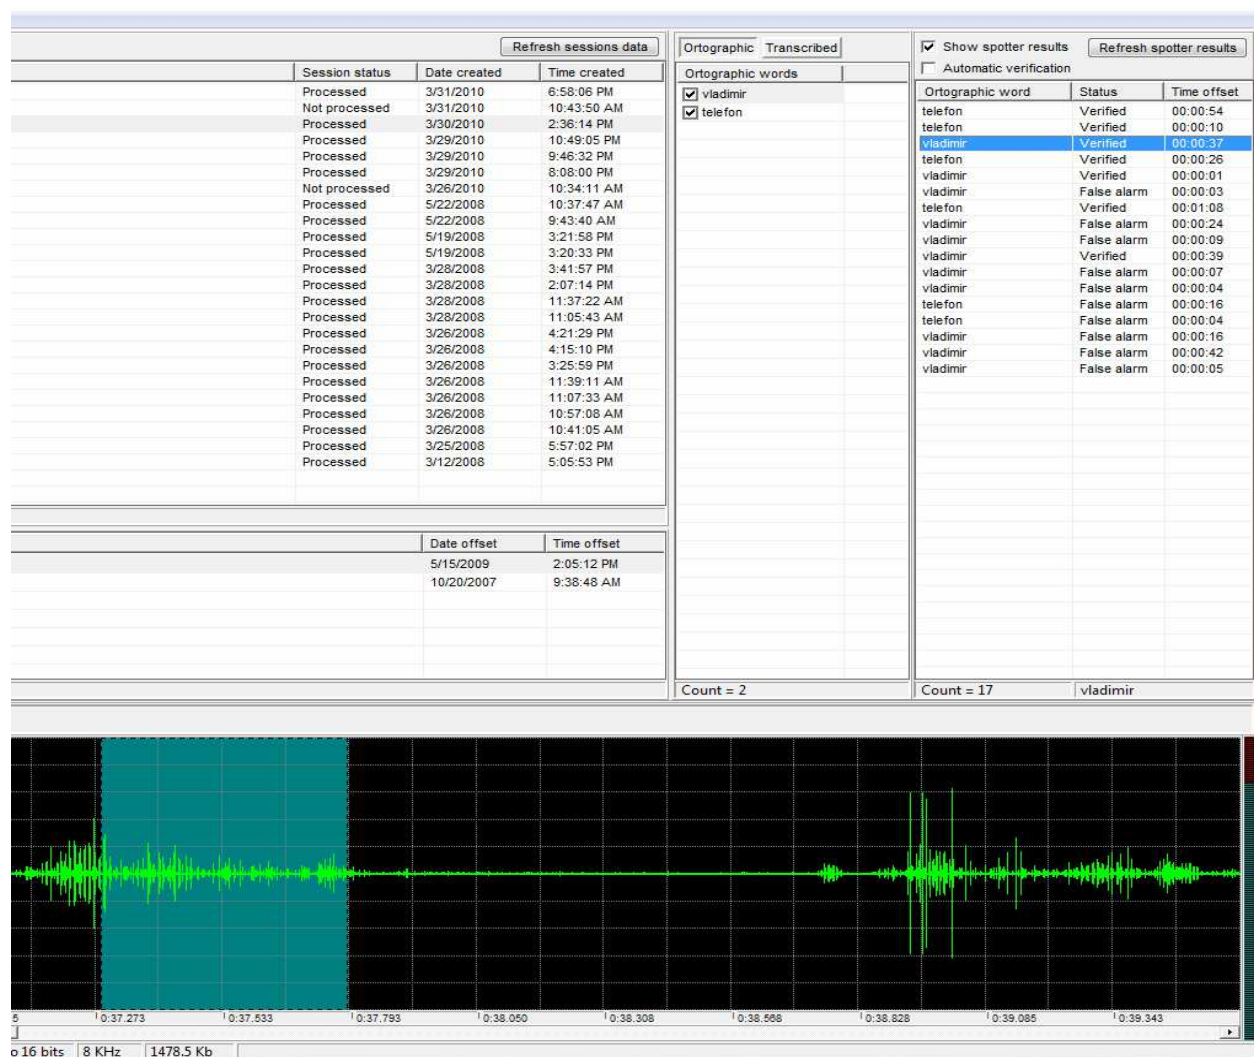 Refresh sessions data
Session status Date created Time created
Processed 3/31/2010 6:58:06 PM
Not processed 3/31/2010 10:43:50 AM
Processed 3/30/2010 2:36:14 PM
Processed 3/29/2010 10:49:05 PM
Processed 3/29/2010 9:46:32 PM
Processed 3/29/2010 8:08:00 PM
Not processed 3/26/2010 10:34:11 AM
Processed 5/22/2008 10:37:47 AM
Processed 5/22/2008 9:43:40 AM
Processed 5/19/2008 3:21:58 PM
Processed 5/19/2008 3:20:33 PM
Processed 3/28/2008 3:41:57 PM
Processed 3/28/2008 2:07:14 PM
Processed 3/28/2008 11:37:22 AM
Processed 3/28/2008 11:05:43 AM
Processed 3/26/2008 4:21:29 PM
Processed 3/26/2008 4:15:10 PM
Processed 3/26/2008 3:25:59 PM
Processed 3/26/2008 11:39:11 AM
Processed 3/26/2008 11:07:33 AM
Processed 3/26/2008 10:57:08 AM
Processed 3/26/2008 10:41:05 AM
Processed 3/25/2008 5:57:02 PM
Processed 3/12/2008 5:05:53 PM
Date offset Time offset
5/15/2009 2:05:12 PM
10/20/2007 9:38:48 AM
Ortographic Transcribed
Ortographic words
vladimir
telefon
Count = 2
Show spotter results Refresh spotter results
Automatic verification
Ortographic word Status Time offset
telefon Verified 00:00:54
telefon Verified 00:00:10
vladimir Verified 00:00:37
telefon Verified 00:00:26
vladimir Verified 00:00:01
vladimir False alarm 00:00:03
telefon Verified 00:01:08
vladimir False alarm 00:00:24
vladimir False alarm 00:00:09
vladimir Verified 00:00:39
vladimir False alarm 00:00:07
vladimir False alarm 00:00:04
telefon False alarm 00:00:16
telefon False alarm 00:00:04
vladimir False alarm 00:00:16
vladimir False alarm 00:00:42
vladimir False alarm 00:00:05
Count = 17 vladimir
5 0:37.273 0:37.533 0:37.793 0:38.050 0:38.308 0:38.568 0:38.828 0:39.085 0:39.343
o 16 bits 8 KHz 1478.5 Kb